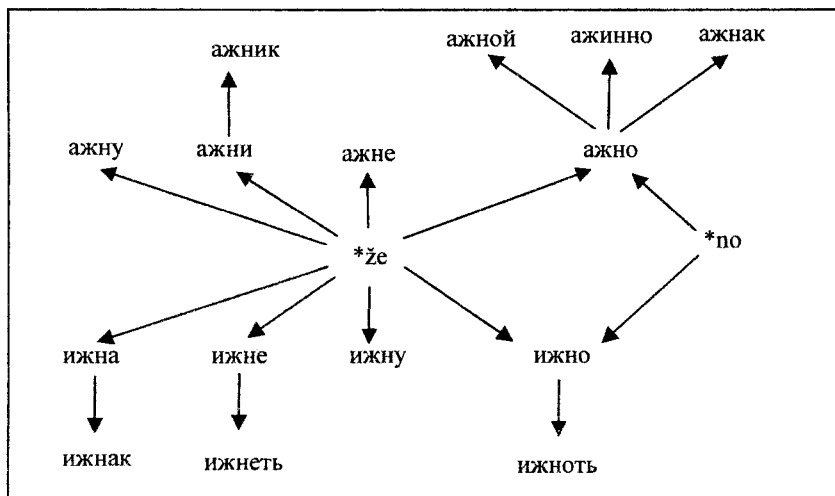 ажной ажинно ажнак
ажник
ажну ажни ажне ажно
*že *no
ижна ижне ижну ижно
ижнак ижнеть ижноть